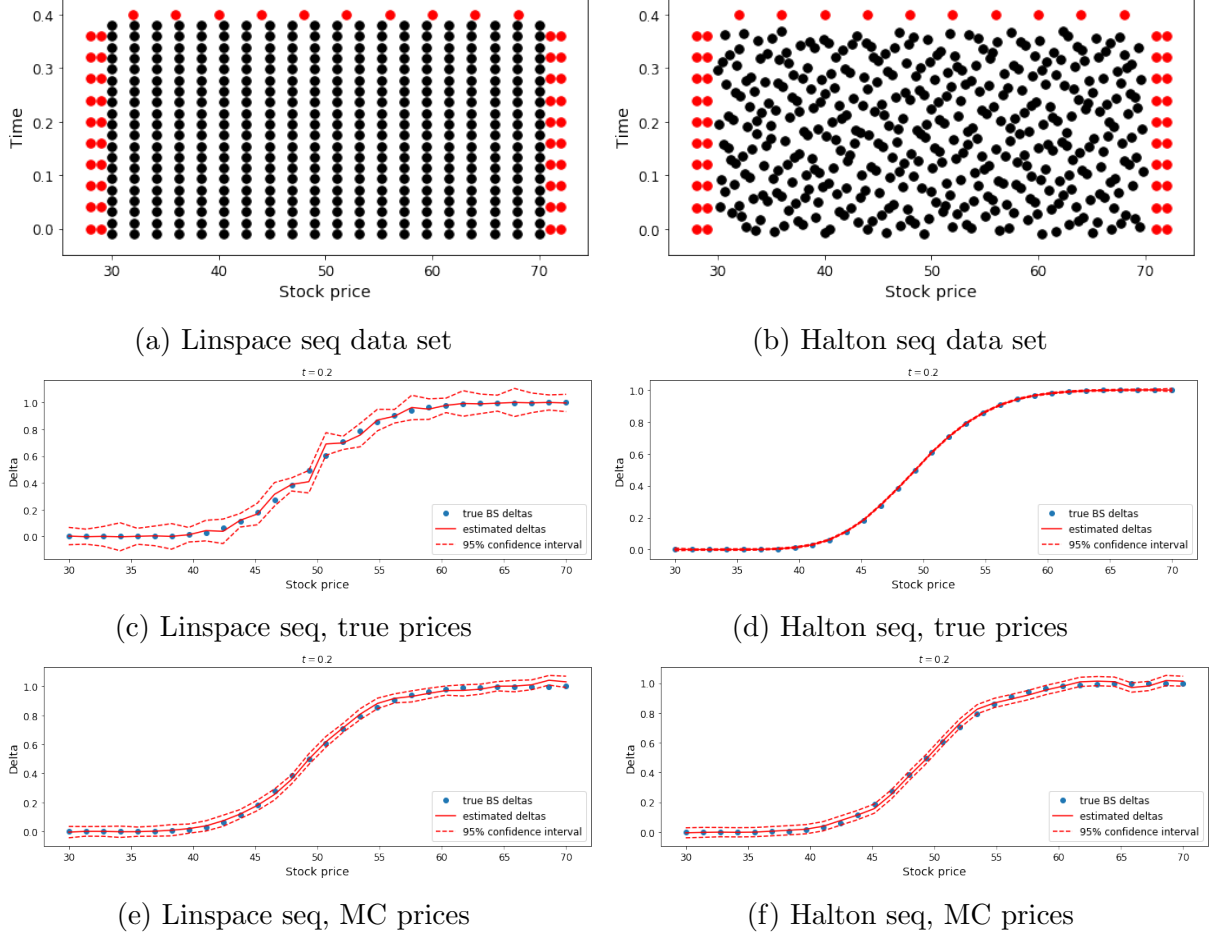 0.4
0.3
0.2
0.1
0.0
Time
30 40 50 60 70
Stock price
(a) Linspace seq data set
0.4
0.3
0.2
0.1
0.0
Time
30 40 50 60 70
Stock price
(b) Halton seq data set
t = 0.2
1.0
0.8
0.6
0.4
0.2
0.0
Delta
true BS deltas
estimated deltas
95% confidence interval
30 35 40 45 50 55 60 65 70
Stock price
(c) Linspace seq, true prices
t = 0.2
1.0
0.8
0.6
0.4
0.2
0.0
Delta
true BS deltas
estimated deltas
95% confidence interval
30 35 40 45 50 55 60 65 70
Stock price
(d) Halton seq, true prices
t = 0.2
1.0
0.8
0.6
0.4
0.2
0.0
Delta
true BS deltas
estimated deltas
95% confidence interval
30 35 40 45 50 55 60 65 70
Stock price
(e) Linspace seq, MC prices
t = 0.2
1.0
0.8
0.6
0.4
0.2
0.0
Delta
true BS deltas
estimated deltas
95% confidence interval
30 35 40 45 50 55 60 65 70
Stock price
(f) Halton seq, MC prices